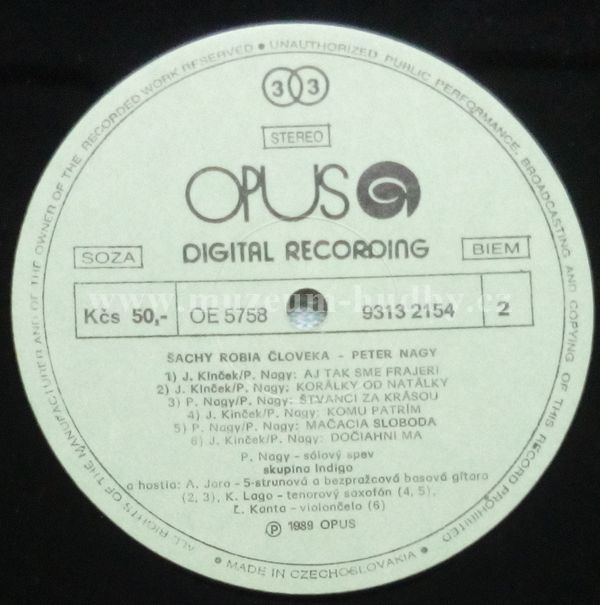 33
STEREO
OPUS
DIGITAL RECORDING
SOZA
BIEM
Kčs 50,-
OE 5758
9313 2154
2
www.muzeum-hudby.cz
ŠACHY ROBIA ČLOVEKA - PETER NAGY
1) J. Kinček/P. Nagy: AJ TAK SME FRAJERI
2) J. Kinček/P. Nagy: KORÁLKY OD NATÁLKY
3) P. Nagy/P. Nagy: ŠTVANCI ZA KRÁSOU
4) J. Kinček/P. Nagy: KOMU PATRÍM
5) P. Nagy/P. Nagy: MAČACIA SLOBODA
6) J. Kinček/P. Nagy: DOČIAHNI MA
P. Nagy - sólový spev
skupina Indigo
a hostia: A. Jaro - 5-strunová a bezpražcová basová gitara
(2, 3), K. Lago - tenorový saxofón (4, 5),
Ľ. Kanta - violončelo (6)
Ⓟ 1989 OPUS
ALL RIGHTS OF THE MANUFACTURER AND OF THE OWNER OF THE RECORDED WORK RESERVED • UNAUTHORIZED PUBLIC PERFORMANCE, BROADCASTING AND COPYING OF THIS RECORD PROHIBITED
• MADE IN CZECHOSLOVAKIA •